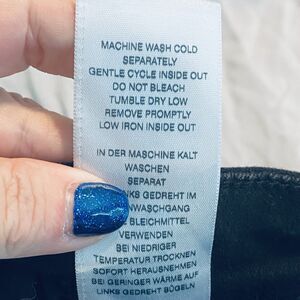 MACHINE WASH COLD
SEPARATELY
GENTLE CYCLE INSIDE OUT
DO NOT BLEACH
TUMBLE DRY LOW
REMOVE PROMPTLY
LOW IRON INSIDE OUT
IN DER MASCHINE KALT
WASCHEN
SEPARAT
NKS GEDREHT IM
NWASCHGANG
BLEICHMITTEL
VERWENDEN
BEI NIEDRIGER
TEMPERATUR TROCKNEN
SOFORT HERAUSNEHMEN
BEI GERINGER WÄRME AUF
LINKS GEDREHT BÜGELN